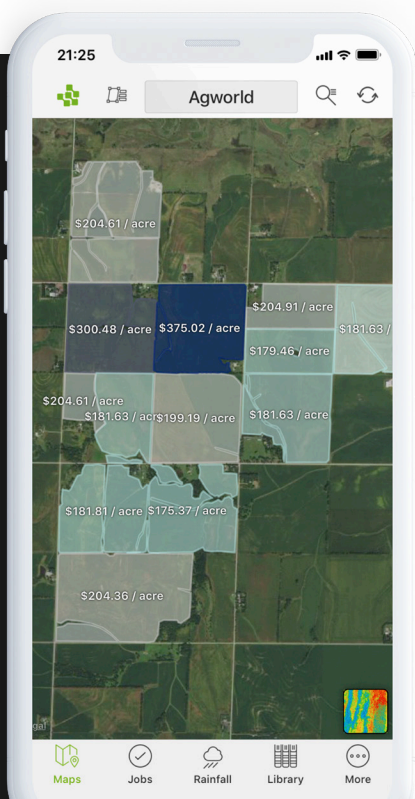 21:25
Agworld
$204.61 / acre
$300.48 / acre
$375.02 / acre
$204.91 / acre
$181.63 /
$179.46 / acre
$204.61 / acre
$181.63 / acr
$199.19 / acre
$181.63 / acre
$181.81 / acre
$175.37 / acre
$204.36 / acre
Maps
Jobs
Rainfall
Library
More